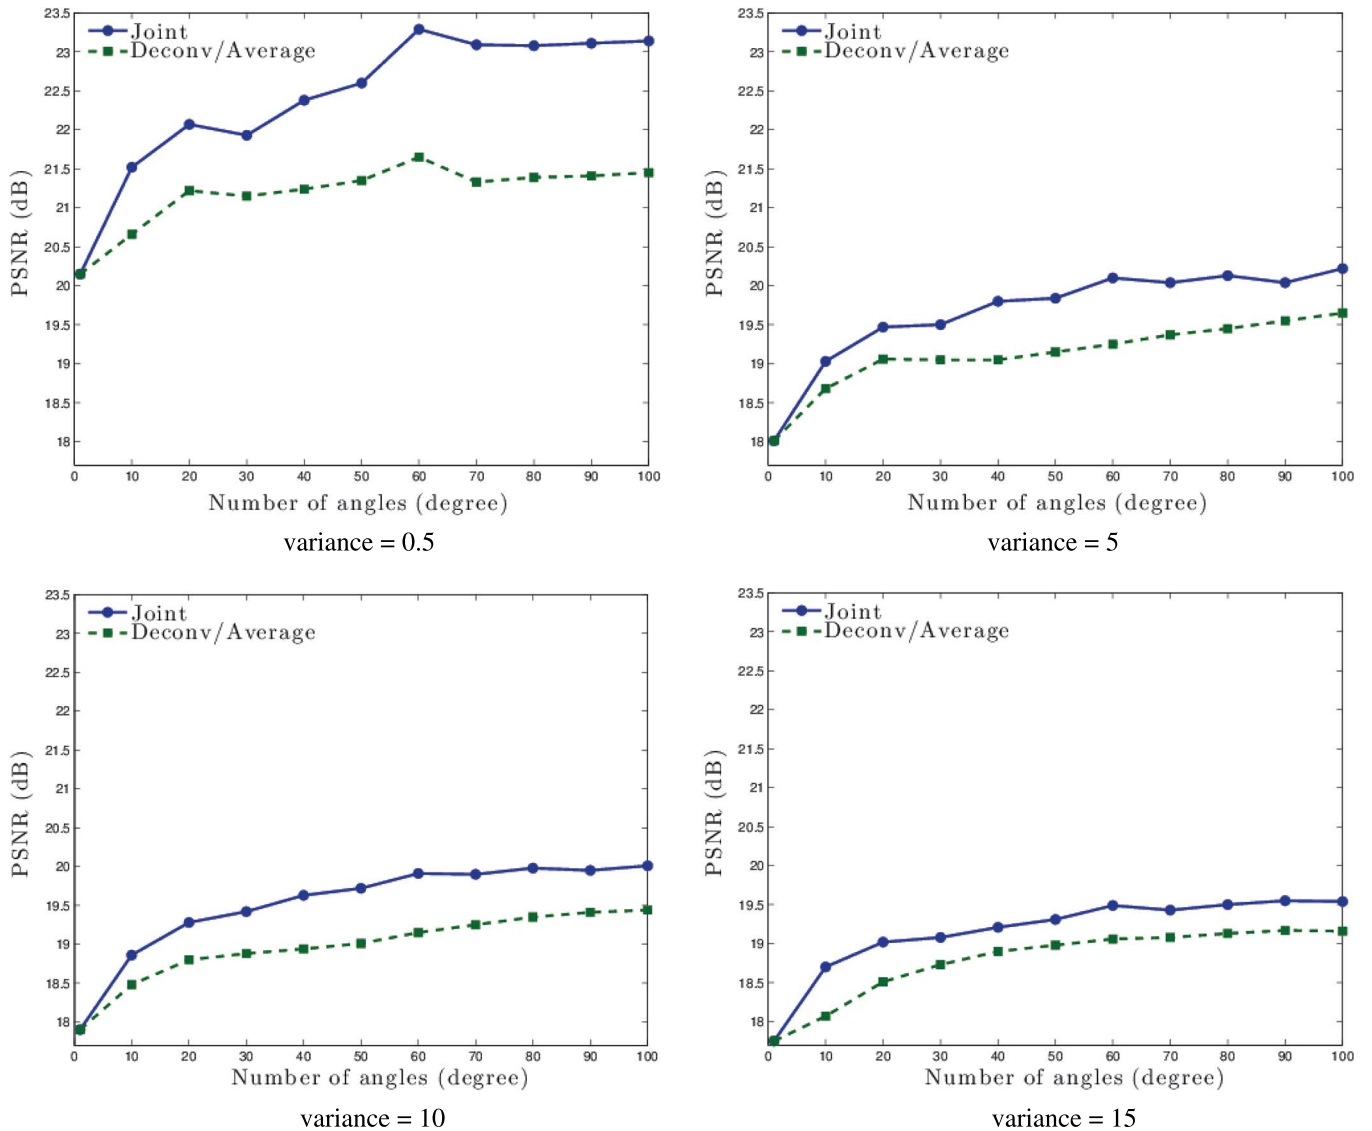 23.5
23
22.5
22
21.5
21
20.5
20
19.5
19
18.5
18
PSNR (dB)
Joint
Deconv/Average
0 10 20 30 40 50 60 70 80 90 100
Number of angles (degree)
variance = 0.5
23.5
23
22.5
22
21.5
21
20.5
20
19.5
19
18.5
18
PSNR (dB)
Joint
Deconv/Average
0 10 20 30 40 50 60 70 80 90 100
Number of angles (degree)
variance = 5
23.5
23
22.5
22
21.5
21
20.5
20
19.5
19
18.5
18
PSNR (dB)
Joint
Deconv/Average
0 10 20 30 40 50 60 70 80 90 100
Number of angles (degree)
variance = 10
23.5
23
22.5
22
21.5
21
20.5
20
19.5
19
18.5
18
PSNR (dB)
Joint
Deconv/Average
0 10 20 30 40 50 60 70 80 90 100
Number of angles (degree)
variance = 15